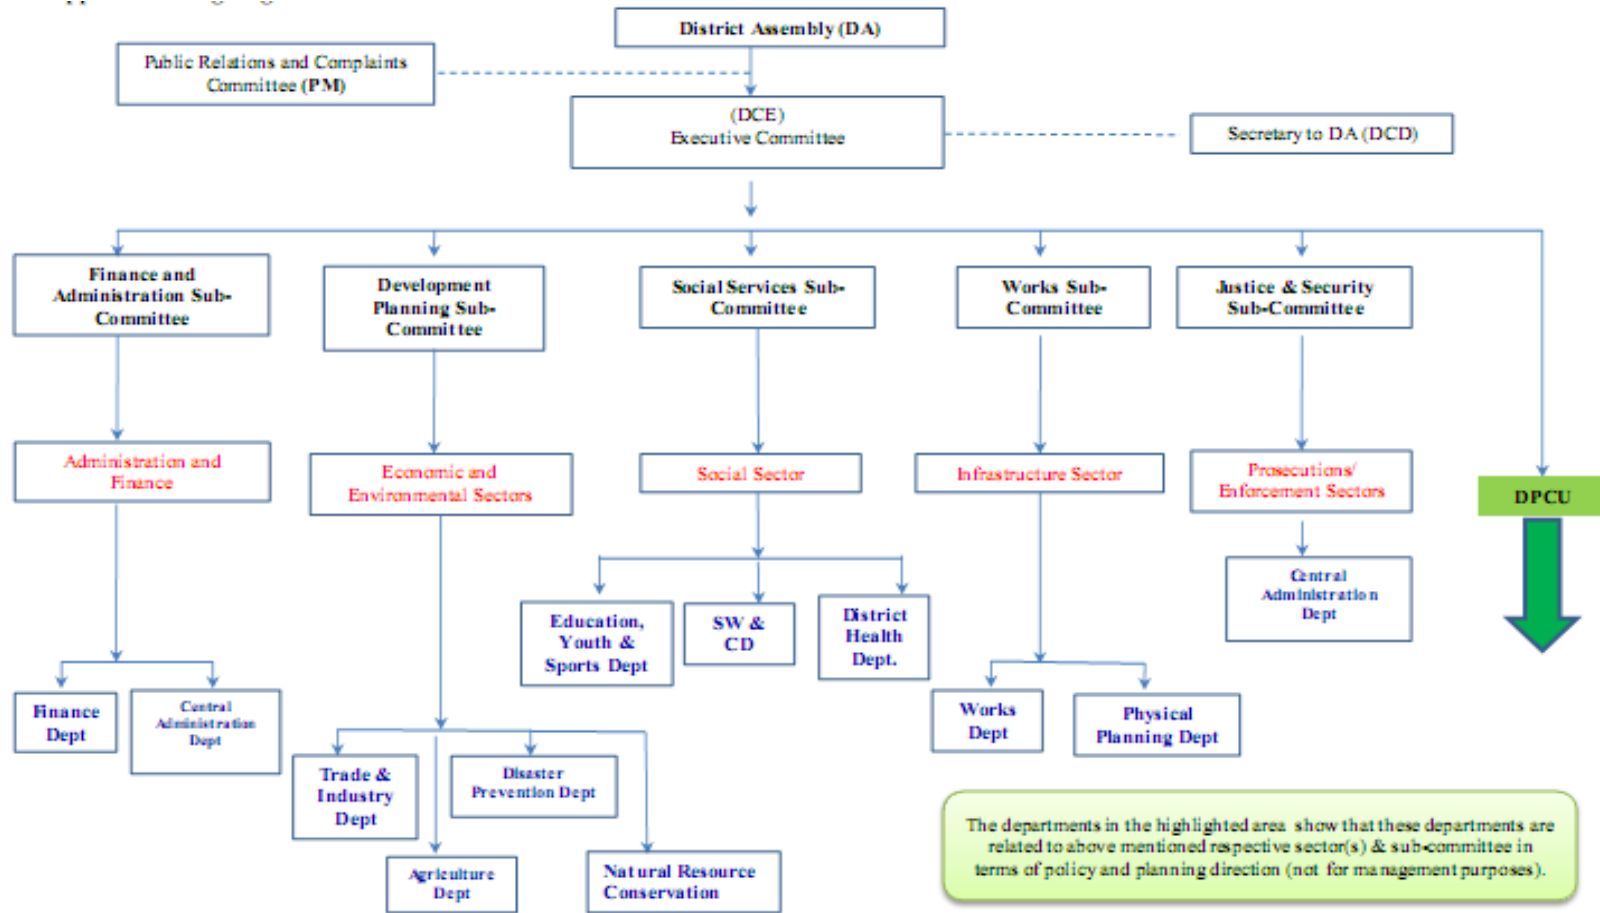 District Assembly (DA)
Public Relations and Complaints
Committee (PM)
(DCE)
Executive Committee
Secretary to DA (DCD)
Finance and
Administration Sub-
Committee
Development
Planning Sub-
Committee
Social Services Sub-
Committee
Works Sub-
Committee
Justice & Security
Sub-Committee
Administration and
Finance
Economic and
Environmental Sectors
Social Sector
Infrastructure Sector
Prosecutions/
Enforcement Sectors
DPCU
Education,
Youth &
Sports Dept
SW &
CD
District
Health
Dept.
Central
Administration
Dept
Finance
Dept
Central
Administration
Dept
Works
Dept
Physical
Planning Dept
Trade &
Industry
Dept
Disaster
Prevention Dept
Agriculture
Dept
Natural Resource
Conservation
The departments in the highlighted area show that these departments are
related to above mentioned respective sector(s) & sub-committee in
terms of policy and planning direction (not for management purposes).